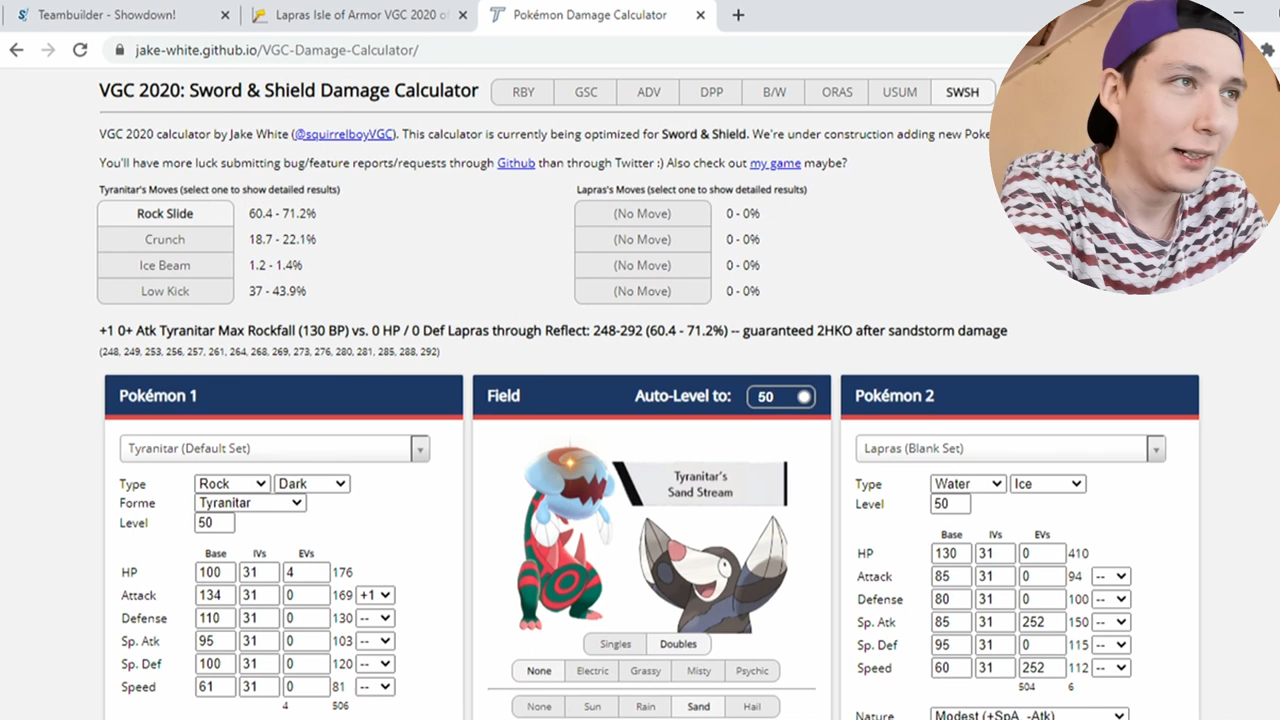 Teambuilder - Showdown!
Lapras Isle of Armor VGC 2020
Pokémon Damage Calculator
jake-white.github.io/VGC-Damage-Calculator/
VGC 2020: Sword & Shield Damage Calculator
RBY GSC ADV DPP B/W ORAS USUM SWSH
VGC 2020 calculator by Jake White (@squirrelboyVGC). This calculator is currently being optimized for Sword & Shield. We're under construction adding new
You'll have more luck submitting bug/feature reports/requests through Github than through Twitter :) Also check out my game maybe?
Tyranitar's Moves (select one to show detailed results)
Lapras's Moves (select one to show detailed results)
Rock Slide 60.4 - 71.2% (No Move) 0 - 0%
Crunch 18.7 - 22.1% (No Move) 0 - 0%
Ice Beam 1.2 - 1.4% (No Move) 0 - 0%
Low Kick 37 - 43.9% (No Move) 0 - 0%
+1 0+ Atk Tyranitar Max Rockfall (130 BP) vs. 0 HP / 0 Def Lapras through Reflect: 248-292 (60.4 - 71.2%) -- guaranteed 2HKO after sandstorm damage
(248, 249, 253, 256, 257, 261, 264, 268, 269, 273, 276, 280, 281, 285, 288, 292)
Pokémon 1
Tyranitar (Default Set)
Type Rock Dark
Forme Tyranitar
Level 50
Base IVs EVs
HP 100 31 4 176
Attack 134 31 0 169 +1
Defense 110 31 0 130 --
Sp. Atk 95 31 0 103 --
Sp. Def 100 31 0 120 --
Speed 61 31 0 81 --
4 506
Field Auto-Level to: 50
Tyranitar's
Sand Stream
Singles Doubles
None Electric Grassy Misty Psychic
None Sun Rain Sand Hail
Pokémon 2
Lapras (Blank Set)
Type Water Ice
Level 50
Base IVs EVs
HP 130 31 0 410
Attack 85 31 0 94 --
Defense 80 31 0 100 --
Sp. Atk 85 31 252 150 --
Sp. Def 95 31 0 115 --
Speed 60 31 252 112 --
504 6
Nature Modest (+SpA, -Atk)